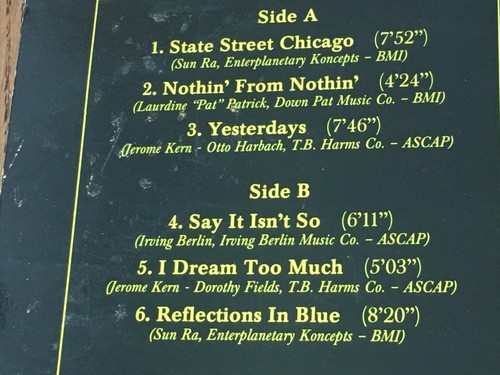 Side A
1. State Street Chicago (7’52”)
(Sun Ra, Enterplanetary Koncepts – BMI)
2. Nothin’ From Nothin’ (4’24”)
(Laurdine “Pat” Patrick, Down Pat Music Co. – BMI)
3. Yesterdays (7’46”)
(Jerome Kern - Otto Harbach, T.B. Harms Co. – ASCAP)
Side B
4. Say It Isn’t So (6’11”)
(Irving Berlin, Irving Berlin Music Co. – ASCAP)
5. I Dream Too Much (5’03”)
(Jerome Kern - Dorothy Fields, T.B. Harms Co. – ASCAP)
6. Reflections In Blue (8’20”)
(Sun Ra, Enterplanetary Koncepts – BMI)